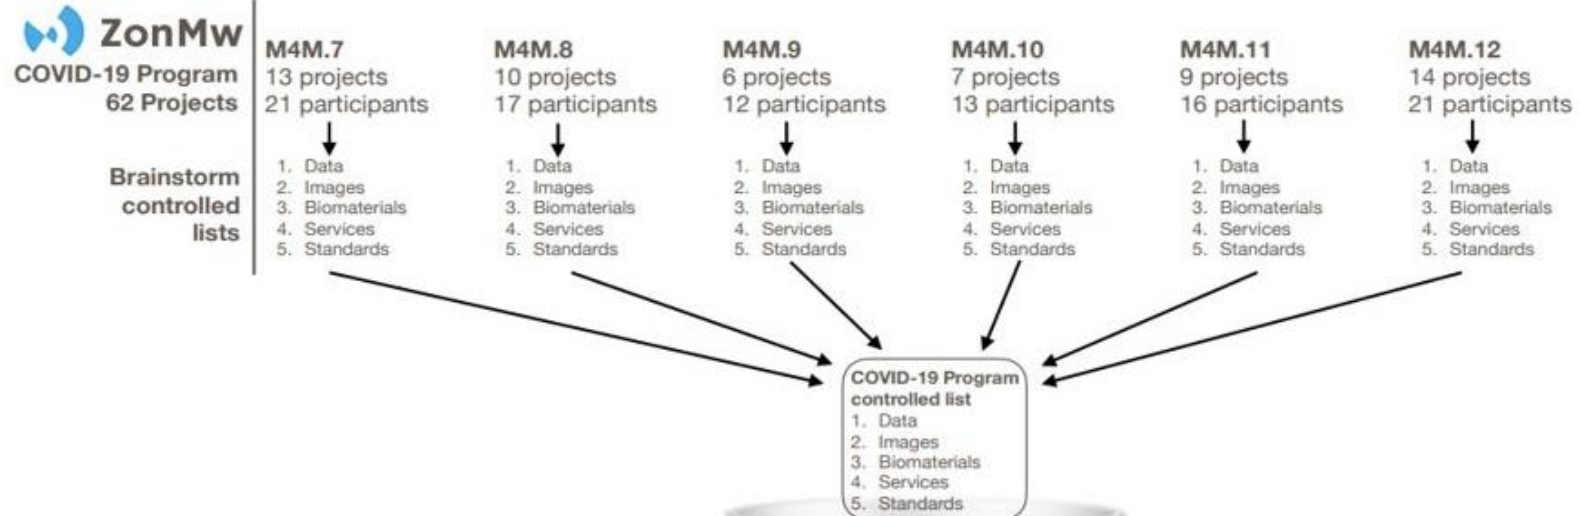 ZonMw
COVID-19 Program
62 Projects
M4M.7
13 projects
21 participants
M4M.8
10 projects
17 participants
M4M.9
6 projects
12 participants
M4M.10
7 projects
13 participants
M4M.11
9 projects
16 participants
M4M.12
14 projects
21 participants
Brainstorm
controlled
lists
1. Data
2. Images
3. Biomaterials
4. Services
5. Standards
1. Data
2. Images
3. Biomaterials
4. Services
5. Standards
1. Data
2. Images
3. Biomaterials
4. Services
5. Standards
1. Data
2. Images
3. Biomaterials
4. Services
5. Standards
1. Data
2. Images
3. Biomaterials
4. Services
5. Standards
1. Data
2. Images
3. Biomaterials
4. Services
5. Standards
COVID-19 Program
controlled list
1. Data
2. Images
3. Biomaterials
4. Services
5. Standards